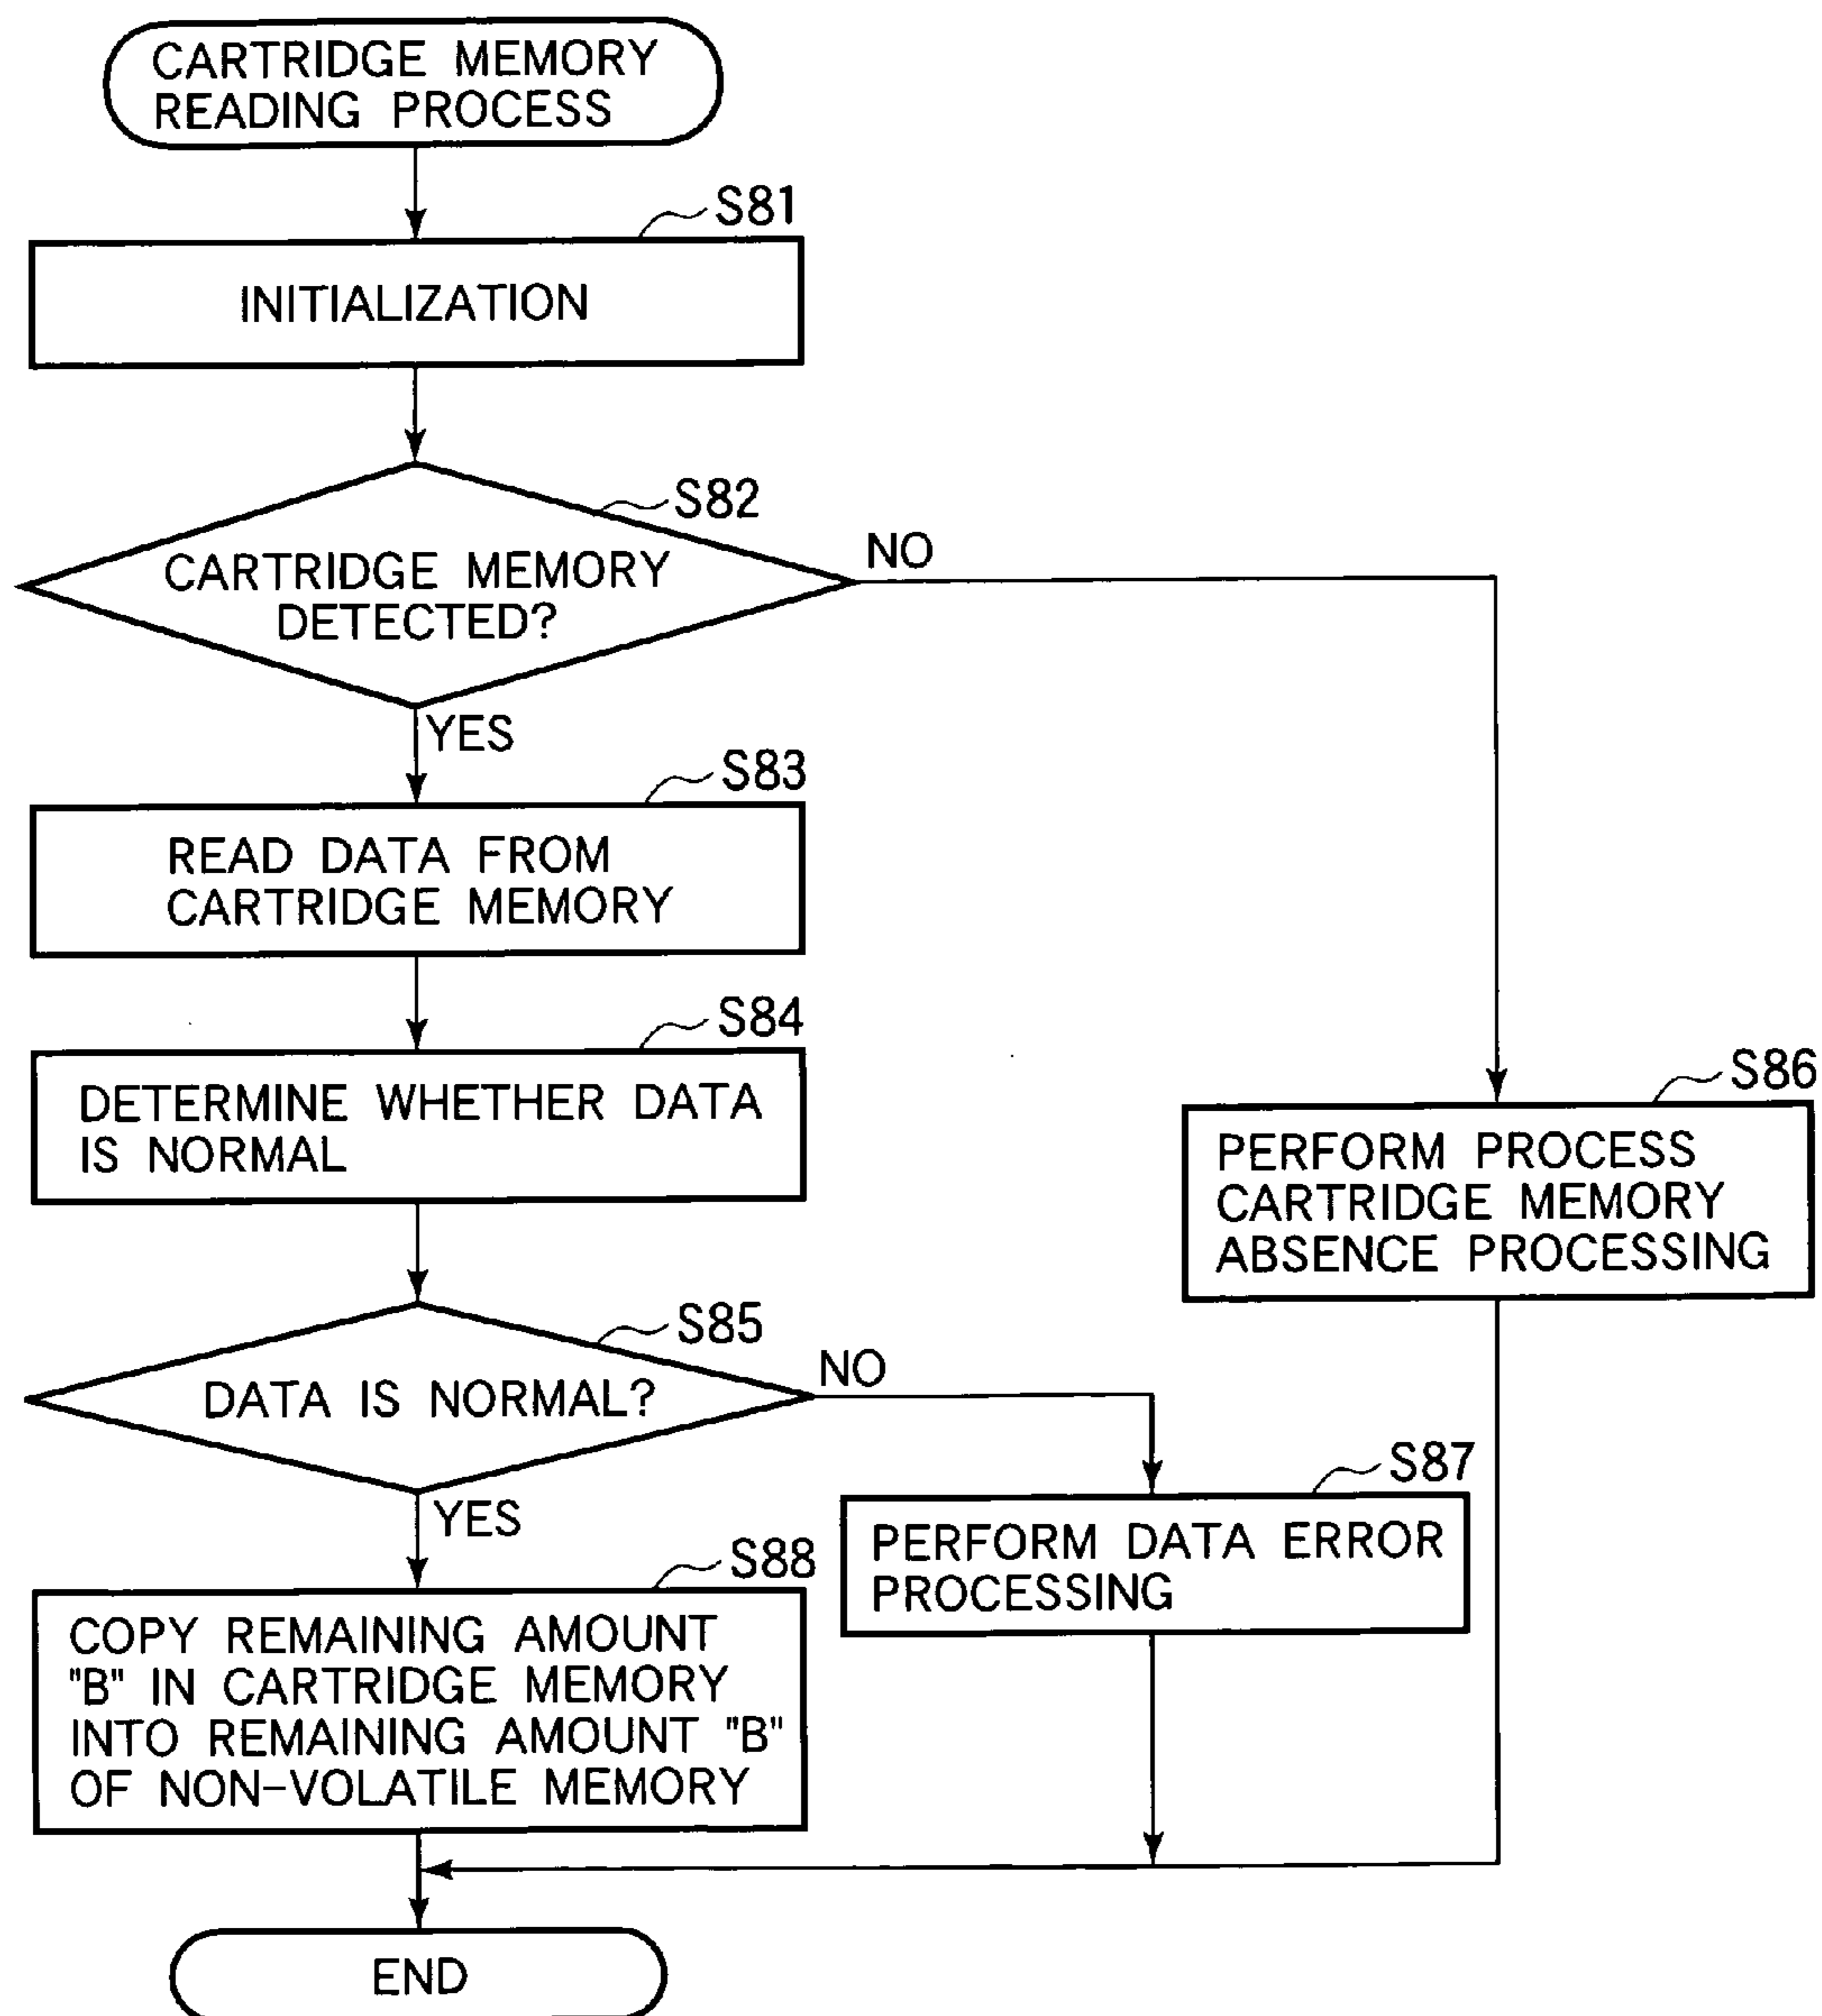 CARTRIDGE MEMORY
READING PROCESS
S81
INITIALIZATION
S82
CARTRIDGE MEMORY
DETECTED?
NO
YES
S83
READ DATA FROM
CARTRIDGE MEMORY
S84
DETERMINE WHETHER DATA
IS NORMAL
S86
PERFORM PROCESS
CARTRIDGE MEMORY
ABSENCE PROCESSING
S85
DATA IS NORMAL?
NO
YES
S87
PERFORM DATA ERROR
PROCESSING
S88
COPY REMAINING AMOUNT
"B" IN CARTRIDGE MEMORY
INTO REMAINING AMOUNT "B"
OF NON-VOLATILE MEMORY
END